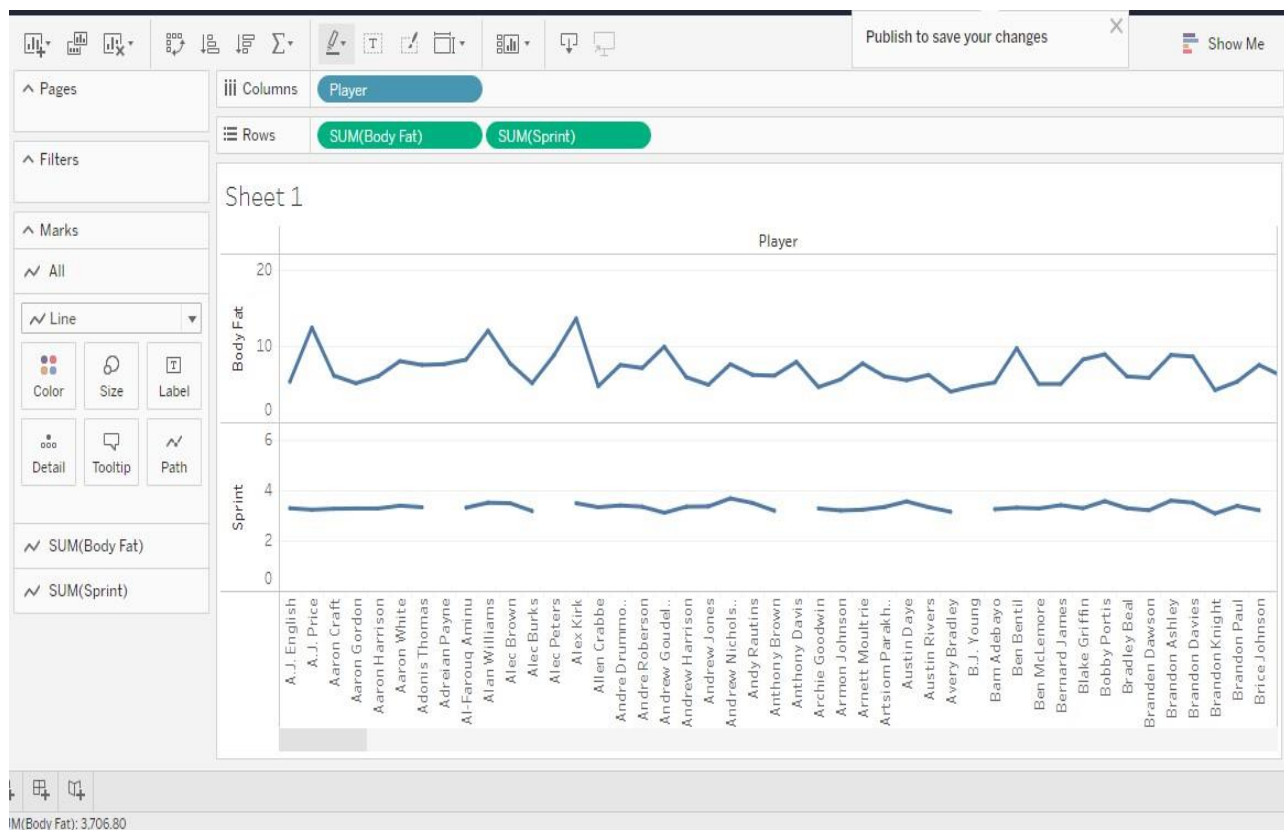 Publish to save your changes
Show Me
Pages
Columns
Player
Rows
SUM(Body Fat)
SUM(Sprint)
Filters
Marks
All
Line
Color
Size
Label
Detail
Tooltip
Path
SUM(Body Fat)
SUM(Sprint)
Sheet 1
Player
Body Fat
20
10
0
Sprint
6
4
2
0
A.J. English
A.J. Price
Aaron Craft
Aaron Gordon
Aaron Harrison
Aaron White
Adonis Thomas
Adreian Payne
Al-Farouq Aminu
Alan Williams
Alec Brown
Alec Burks
Alec Peters
Alex Kirk
Allen Crabbe
Andre Drummo..
Andre Roberson
Andrew Goudel..
Andrew Harrison
Andrew Jones
Andrew Nichols..
Andy Rautins
Anthony Brown
Anthony Davis
Archie Goodwin
Armon Johnson
Arnett Moultrie
Artsiom Parakh..
Austin Daye
Austin Rivers
Avery Bradley
B.J. Young
Bam Adebayo
Ben Bentil
Ben McLemore
Bernard James
Blake Griffin
Bobby Portis
Bradley Beal
Branden Dawson
Brandon Ashley
Brandon Davies
Brandon Knight
Brandon Paul
Brice Johnson
M(Body Fat): 3,706.80